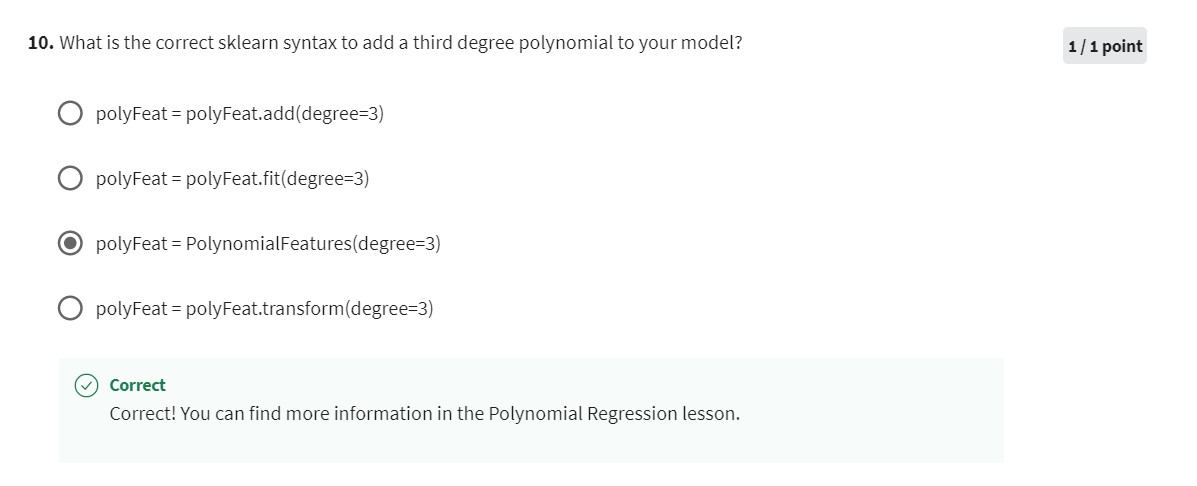 10. What is the correct sklearn syntax to add a third degree polynomial to your model?
1 / 1 point
polyFeat = polyFeat.add(degree=3)
polyFeat = polyFeat.fit(degree=3)
polyFeat = PolynomialFeatures(degree=3)
polyFeat = polyFeat.transform(degree=3)
Correct
Correct! You can find more information in the Polynomial Regression lesson.